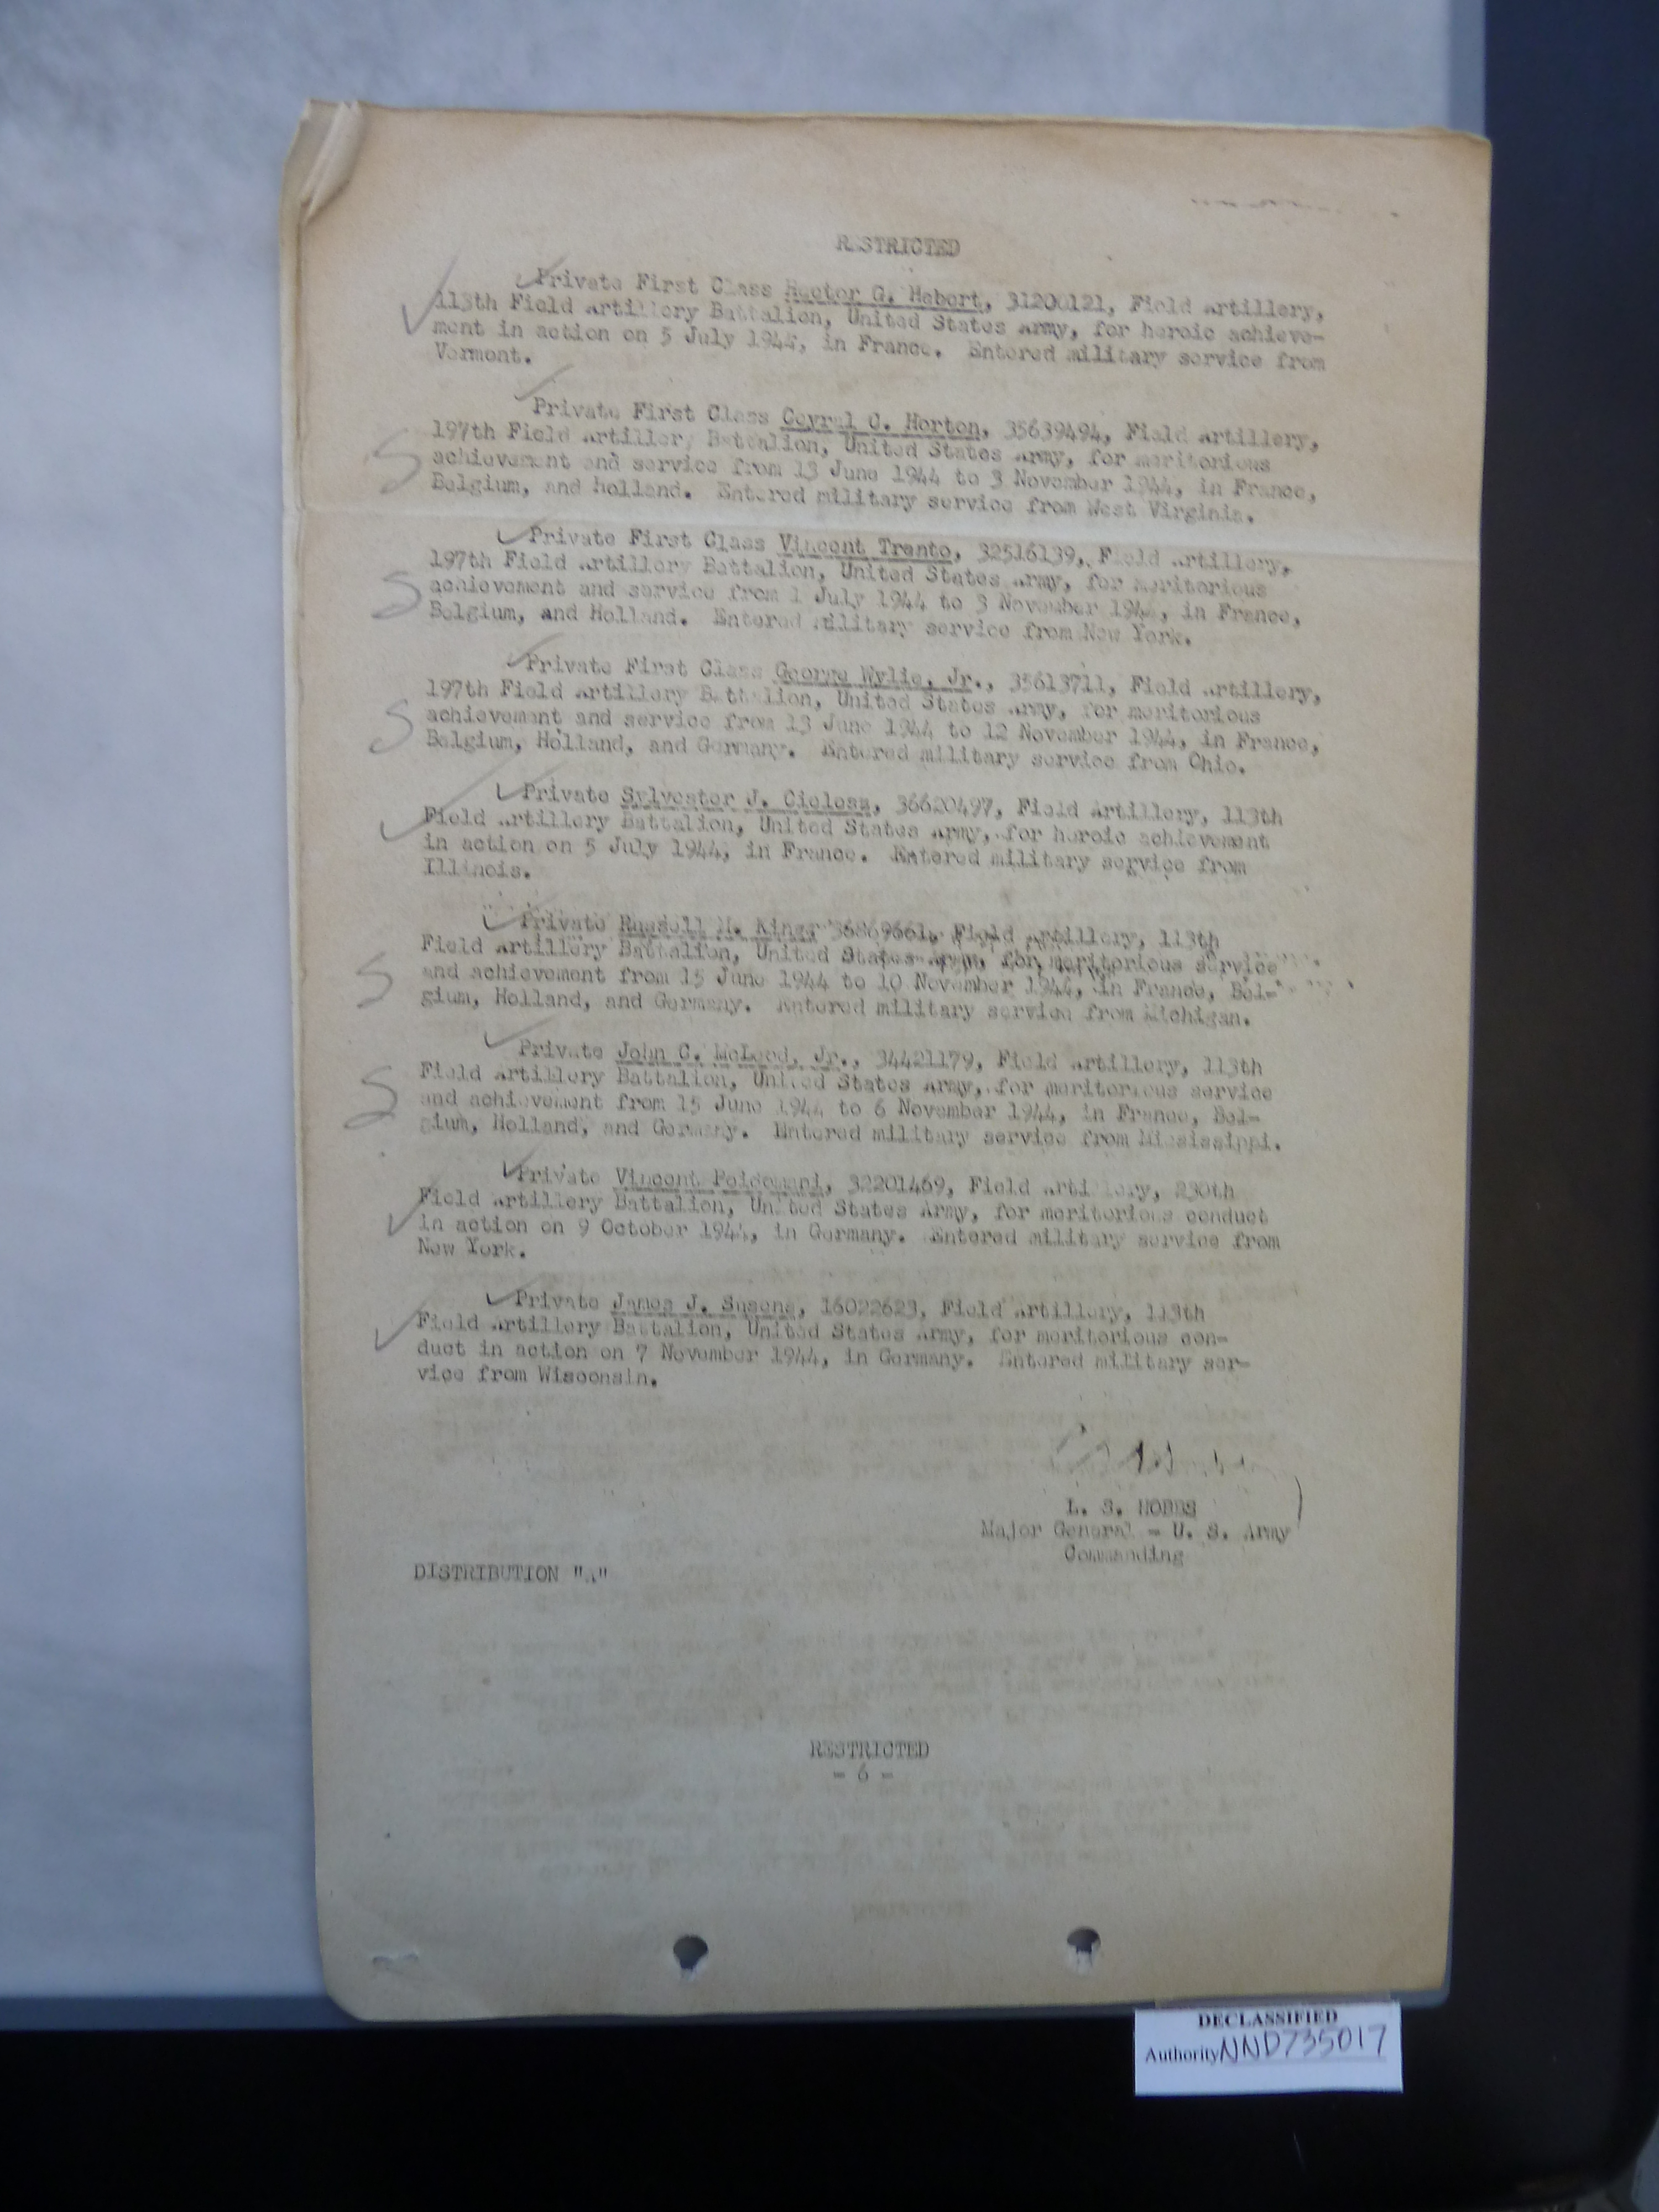 RESTRICTED
Private First Class Hector G. Hebert, 31200121, Field Artillery,
113th Field Artillery Battalion, United States Army, for heroic achieve-
ment in action on 5 July 1944, in France. Entered military service from
Vermont.
Private First Class Coyral C. Horton, 35639494, Field Artillery,
197th Field Artillery Battalion, United States Army, for meritorious
achievement and service from 13 June 1944 to 3 November 1944, in France,
Belgium, and Holland. Entered military service from West Virginia.
Private First Class Vincent Trento, 32516139, Field Artillery,
197th Field Artillery Battalion, United States Army, for meritorious
achievement and service from 1 July 1944 to 3 November 1944, in France,
Belgium, and Holland. Entered military service from New York.
Private First Class George Wylie, Jr., 35613711, Field Artillery,
197th Field Artillery Battalion, United States Army, for meritorious
achievement and service from 13 June 1944 to 12 November 1944, in France,
Belgium, Holland, and Germany. Entered military service from Ohio.
Private Sylvester J. Cielesz, 36620497, Field Artillery, 113th
Field Artillery Battalion, United States Army, for heroic achievement
in action on 5 July 1944, in France. Entered military service from
Illinois.
Private Russell M. King, 36869661, Field Artillery, 113th
Field Artillery Battalion, United States Army, for meritorious service
and achievement from 15 June 1944 to 10 November 1944, in France, Bel-
gium, Holland, and Germany. Entered military service from Michigan.
Private John C. McLeod, Jr., 34421179, Field Artillery, 113th
Field Artillery Battalion, United States Army, for meritorious service
and achievement from 15 June 1944 to 6 November 1944, in France, Bel-
gium, Holland, and Germany. Entered military service from Mississippi.
Private Vincent Poidomani, 32201469, Field Artillery, 230th
Field Artillery Battalion, United States Army, for meritorious conduct
in action on 9 October 1944, in Germany. Entered military service from
New York.
Private James J. Susens, 16022623, Field Artillery, 113th
Field Artillery Battalion, United States Army, for meritorious con-
duct in action on 7 November 1944, in Germany. Entered military ser-
vice from Wisconsin.
L. S. HOBBS
Major General - U. S. Army
Commanding
DISTRIBUTION "A"
RESTRICTED
- 6 -
DECLASSIFIED
Authority NND735017